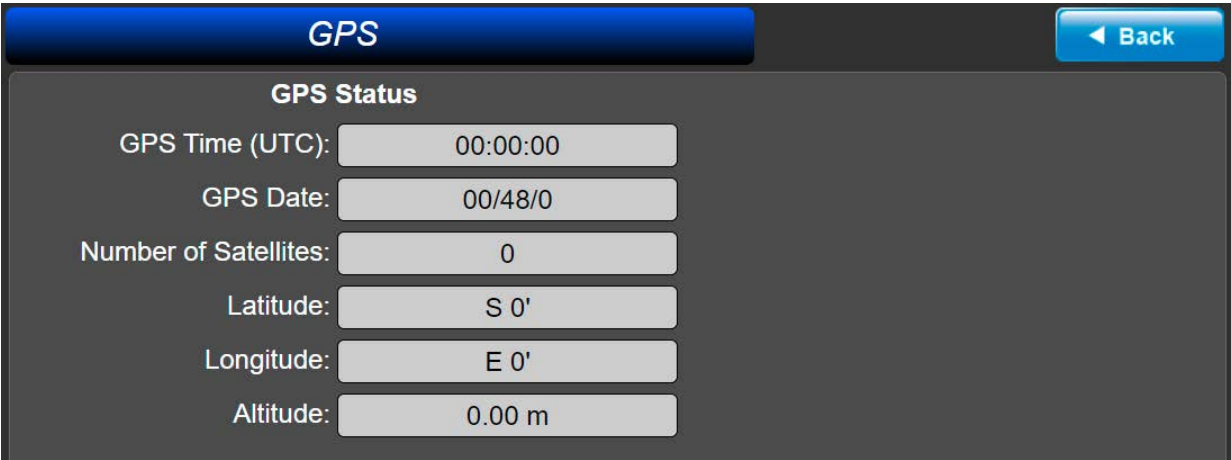 GPS
◄ Back
GPS Status
GPS Time (UTC): 00:00:00
GPS Date: 00/48/0
Number of Satellites: 0
Latitude: S 0'
Longitude: E 0'
Altitude: 0.00 m